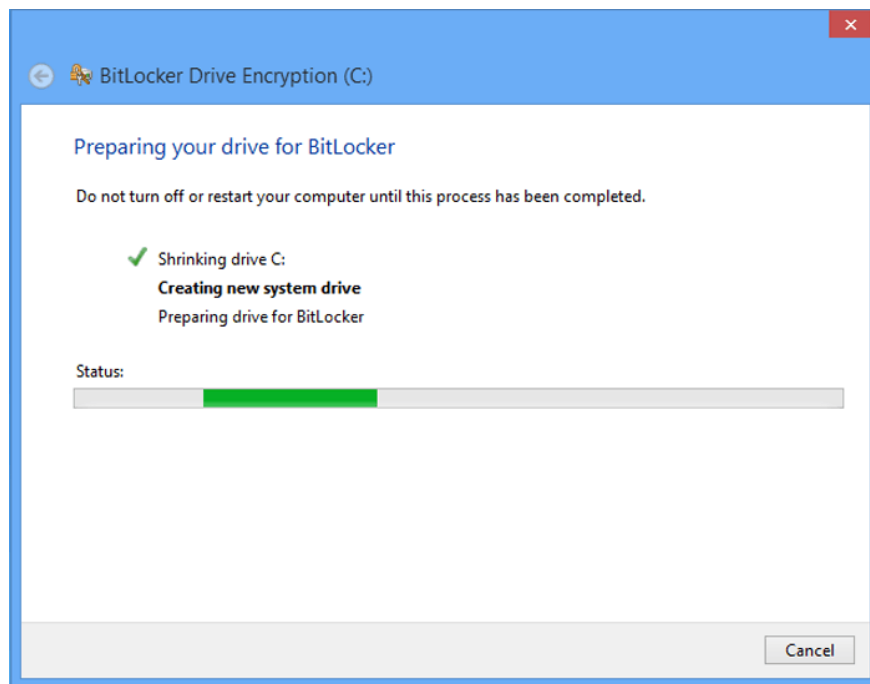 BitLocker Drive Encryption (C:)
Preparing your drive for BitLocker
Do not turn off or restart your computer until this process has been completed.
Shrinking drive C:
Creating new system drive
Preparing drive for BitLocker
Status:
Cancel